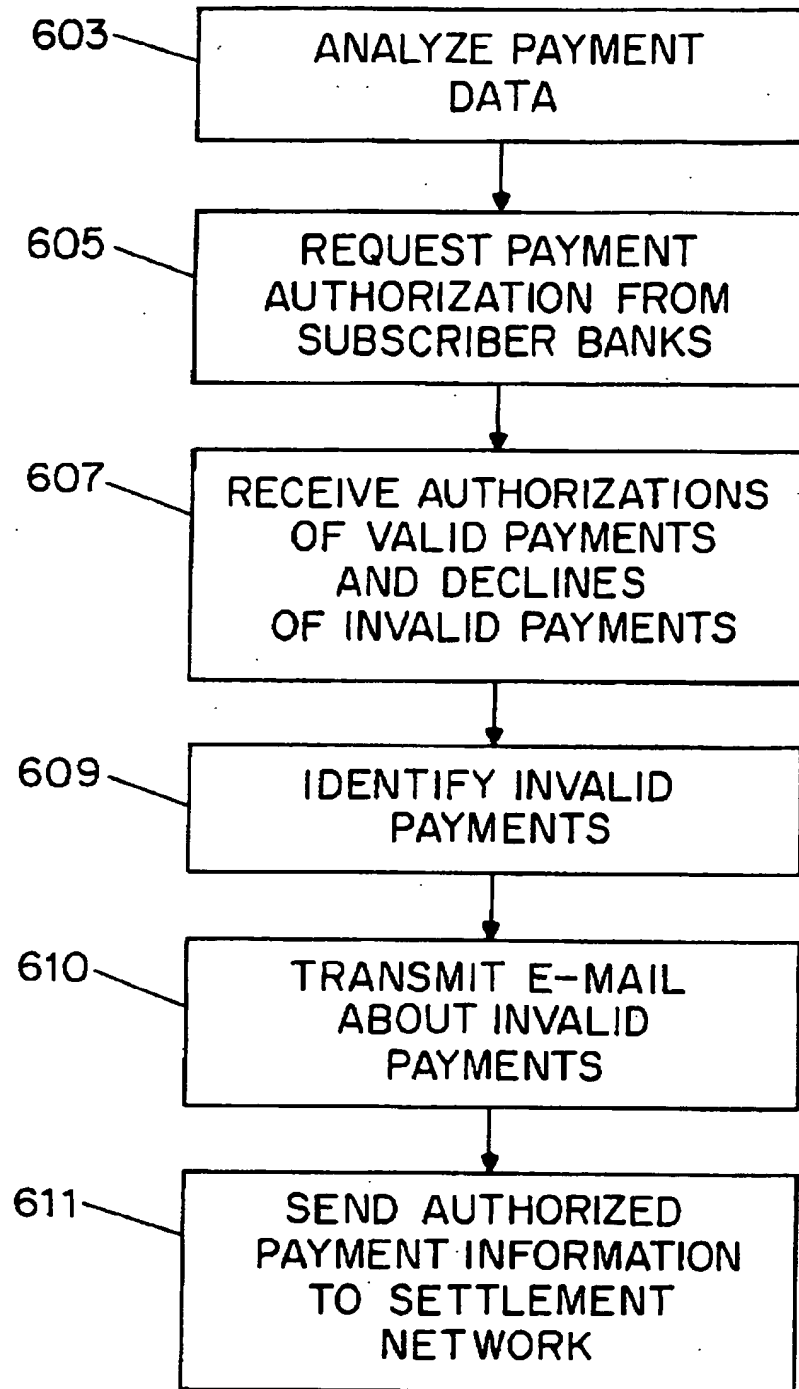 603
ANALYZE PAYMENT
DATA
605
REQUEST PAYMENT
AUTHORIZATION FROM
SUBSCRIBER BANKS
607
RECEIVE AUTHORIZATIONS
OF VALID PAYMENTS
AND DECLINES
OF INVALID PAYMENTS
609
IDENTIFY INVALID
PAYMENTS
610
TRANSMIT E-MAIL
ABOUT INVALID
PAYMENTS
611
SEND AUTHORIZED
PAYMENT INFORMATION
TO SETTLEMENT
NETWORK